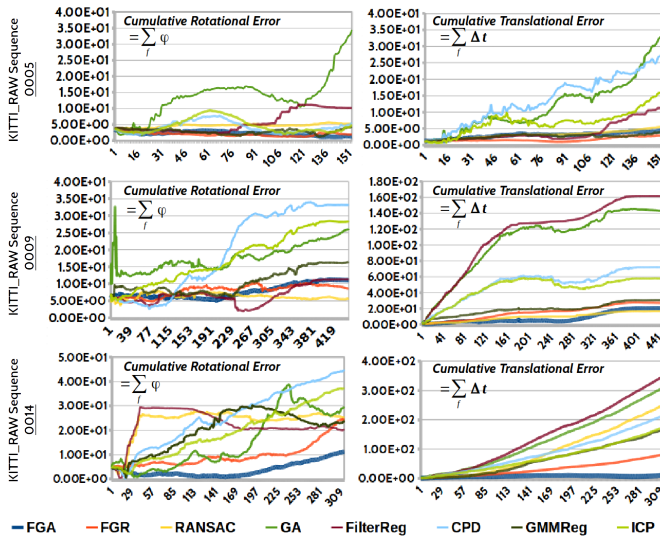 KITTI_RAW Sequence
0005
Cumulative Rotational Error
= ∑ φ
f
4.00E+01
3.50E+01
3.00E+01
2.50E+01
2.00E+01
1.50E+01
1.00E+01
5.00E+00
0.00E+00
1 16 31 46 61 76 91 106 121 136 151
Cumulative Translational Error
= ∑ Δt
f
4.00E+01
3.50E+01
3.00E+01
2.50E+01
2.00E+01
1.50E+01
1.00E+01
5.00E+00
0.00E+00
1 16 31 46 61 76 91 106 121 136 151
KITTI_RAW Sequence
0009
Cumulative Rotational Error
= ∑ φ
f
4.00E+01
3.50E+01
3.00E+01
2.50E+01
2.00E+01
1.50E+01
1.00E+01
5.00E+00
0.00E+00
1 39 77 115 153 191 229 267 305 343 381 419
Cumulative Translational Error
= ∑ Δt
f
1.80E+02
1.60E+02
1.40E+02
1.20E+02
1.00E+02
8.00E+01
6.00E+01
4.00E+01
2.00E+01
0.00E+00
1 41 81 121 161 201 241 281 321 361 401 441
KITTI_RAW Sequence
0014
Cumulative Rotational Error
= ∑ φ
f
5.00E+01
4.00E+01
3.00E+01
2.00E+01
1.00E+01
0.00E+00
1 29 57 85 113 141 169 197 225 253 281 309
Cumulative Translational Error
= ∑ Δt
f
4.00E+02
3.00E+02
2.00E+02
1.00E+02
0.00E+00
1 29 57 85 113 141 169 197 225 253 281 309
FGA FGR RANSAC GA FilterReg CPD GMMReg ICP